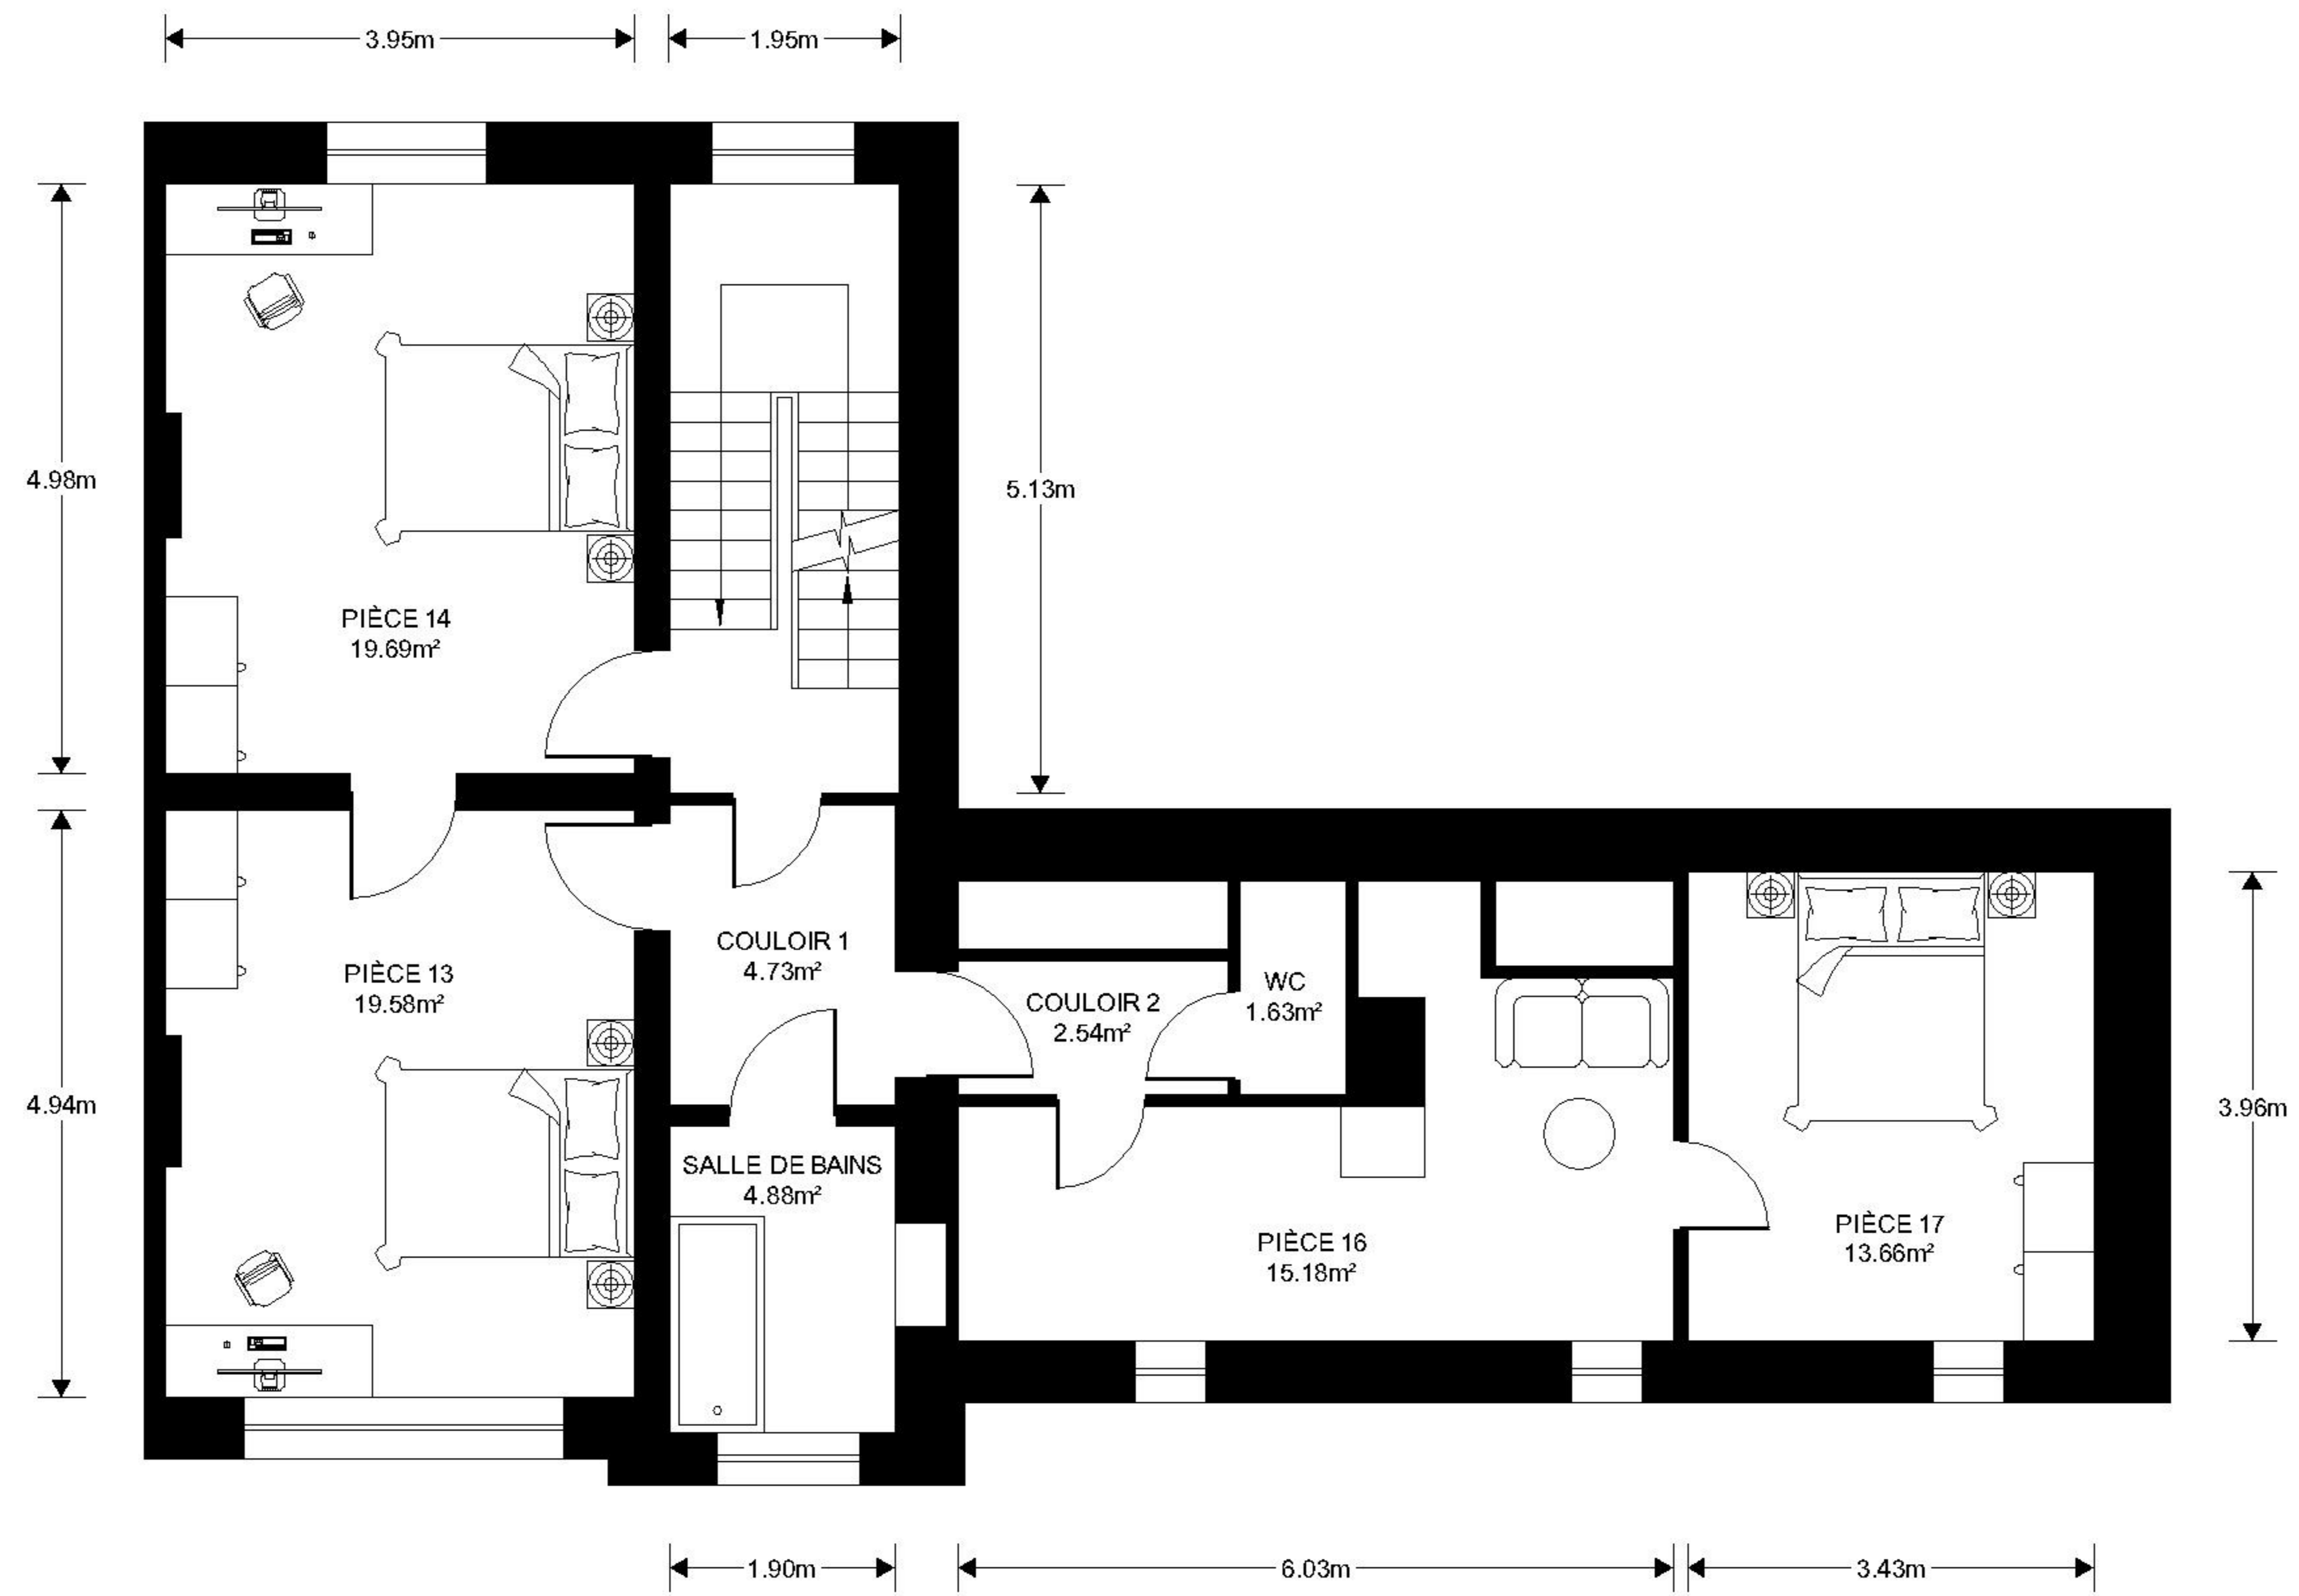 3.95m
1.95m
4.98m
5.13m
PIÈCE 14
19.69m²
COULOIR 1
4.73m²
PIÈCE 13
19.58m²
COULOIR 2
2.54m²
WC
1.63m²
4.94m
3.96m
SALLE DE BAINS
4.88m²
PIÈCE 16
15.18m²
PIÈCE 17
13.66m²
1.90m
6.03m
3.43m